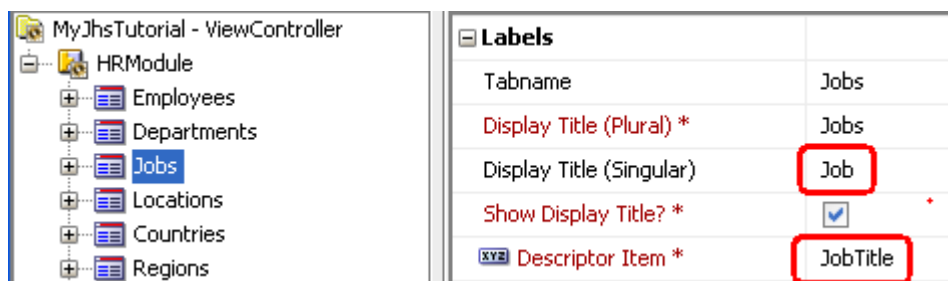 MyJhsTutorial - ViewController
HRModule
Employees
Departments
Jobs
Locations
Countries
Regions
Labels
Tabname Jobs
Display Title (Plural) * Jobs
Display Title (Singular) Job
Show Display Title? *
XYZ Descriptor Item * JobTitle